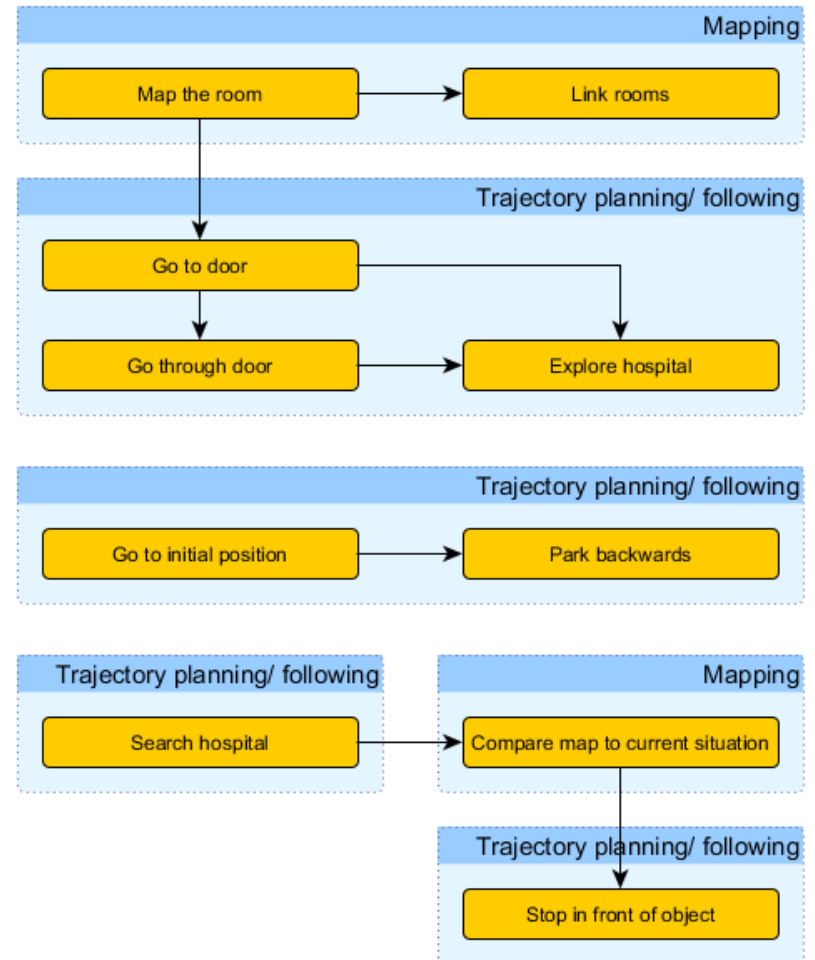 Mapping
Map the room
Link rooms
Trajectory planning/ following
Go to door
Go through door
Explore hospital
Trajectory planning/ following
Go to initial position
Park backwards
Trajectory planning/ following
Mapping
Search hospital
Compare map to current situation
Trajectory planning/ following
Stop in front of object